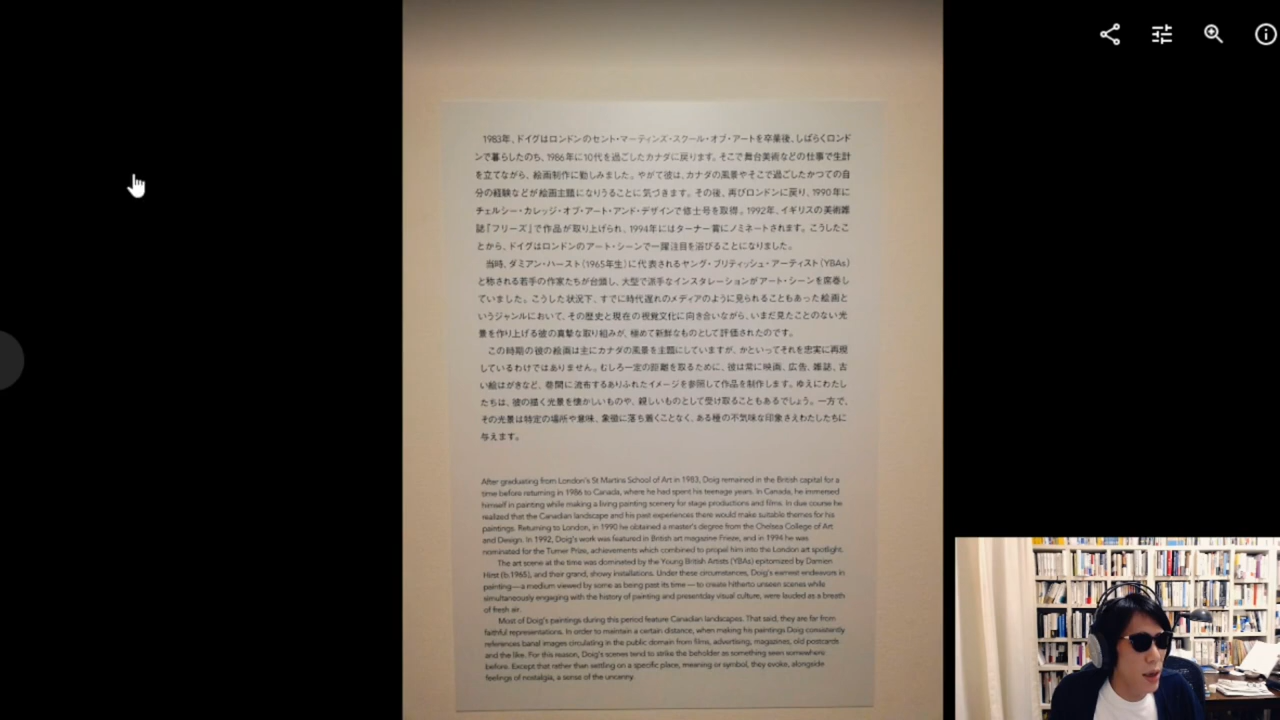 1983年、ドイグはロンドンのセント・マーティンズ・スクール・オブ・アートを卒業後、しばらくロンド
ンで暮らしたのち、1986年に10代を過ごしたカナダに戻ります。そこで舞台美術などの仕事で生計
を立てながら、絵画制作に勤しみました。やがて彼は、カナダの風景やそこで過ごしたかつての自
分の経験などが絵画主題になりうることに気づきます。その後、再びロンドンに戻り、1990年に
チェルシー・カレッジ・オブ・アート・アンド・デザインで修士号を取得。1992年、イギリスの美術雑
誌『フリーズ』で作品が取り上げられ、1994年にはターナー賞にノミネートされます。こうしたこ
とから、ドイグはロンドンのアート・シーンで一躍注目を浴びることになりました。
当時、ダミアン・ハースト（1965年生）に代表されるヤング・ブリティッシュ・アーティスト（YBAs）
と称される若手の作家たちが台頭し、大型で派手なインスタレーションがアート・シーンを席巻し
ていました。こうした状況下、すでに時代遅れのメディアのように見られることもあった絵画と
いうジャンルにおいて、その歴史と現在の視覚文化に向き合いながら、いまだ見たことのない光
景を作り上げる彼の真摯な取り組みが、極めて新鮮なものとして評価されたのです。
この時期の彼の絵画は主にカナダの風景を主題にしていますが、かといってそれを忠実に再現
しているわけではありません。むしろ一定の距離を取るために、彼は常に映画、広告、雑誌、古
い絵はがきなど、巷間に流布するありふれたイメージを参照して作品を制作します。ゆえにわたし
たちは、彼の描く光景を懐かしいものや、親しいものとして受け取ることもあるでしょう。一方で、
その光景は特定の場所や意味、象徴に落ち着くことなく、ある種の不気味な印象さえわたしたちに
与えます。
After graduating from London's St Martins School of Art in 1983, Doig remained in the British capital for a
time before returning in 1986 to Canada, where he had spent his teenage years. In Canada, he immersed
himself in painting while making a living painting scenery for stage productions and films. In due course he
realized that the Canadian landscape and his past experiences there would make suitable themes for his
paintings. Returning to London, in 1990 he obtained a master's degree from the Chelsea College of Art
and Design. In 1992, Doig's work was featured in British art magazine Frieze, and in 1994 he was
nominated for the Turner Prize, achievements which combined to propel him into the London art spotlight.
The art scene at the time was dominated by the Young British Artists (YBAs) epitomized by Damion
Hirst (b.1965), and their grand, showy installations. Under these circumstances, Doig's earnest endeavors in
painting—a medium viewed by some as being past its time — to create hitherto unseen scenes while
simultaneously engaging with the history of painting and presentday visual culture, were lauded as a breath
of fresh air.
Most of Doig's paintings during this period feature Canadian landscapes. That said, they are far from
faithful representations. In order to maintain a certain distance, when making his paintings Doig consistently
references banal images circulating in the public domain from films, advertising, magazines, old postcards
and the like. For this reason, Doig's scenes tend to strike the beholder as something seen somewhere
before. Except that rather than settling on a specific place, meaning or symbol, they evoke, alongside
feelings of nostalgia, a sense of the uncanny.